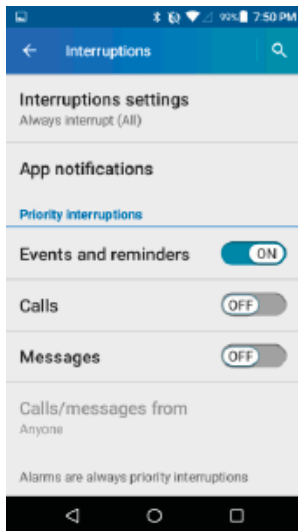 99% 7:50 PM
Interruptions
Interruptions settings
Always interrupt (All)
App notifications
Priority interruptions
Events and reminders ON
Calls OFF
Messages OFF
Calls/messages from
Anyone
Alarms are always priority interruptions